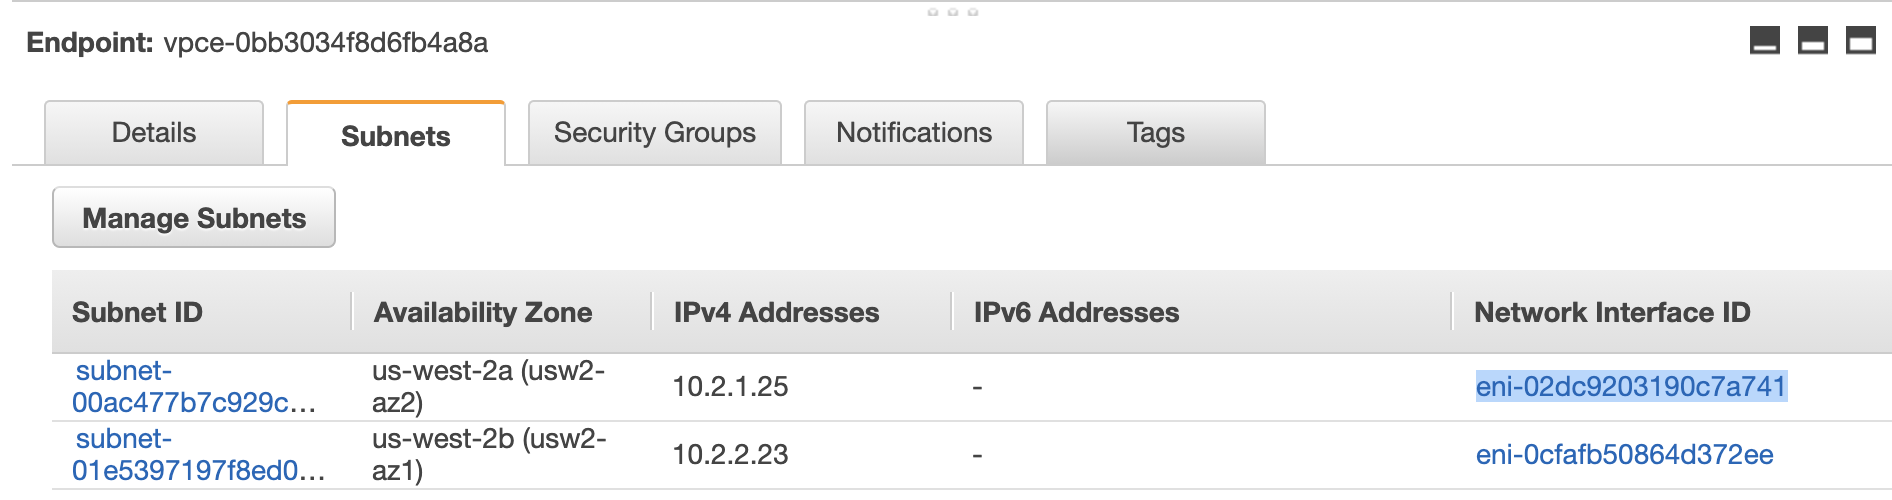 Endpoint: vpce-0bb3034f8d6fb4a8a
Details Subnets Security Groups Notifications Tags
Manage Subnets
Subnet ID Availability Zone IPv4 Addresses IPv6 Addresses Network Interface ID
subnet-00ac477b7c929c... us-west-2a (usw2-az2) 10.2.1.25 - eni-02dc9203190c7a741
subnet-01e5397197f8ed0... us-west-2b (usw2-az1) 10.2.2.23 - eni-0cfafb50864d372ee